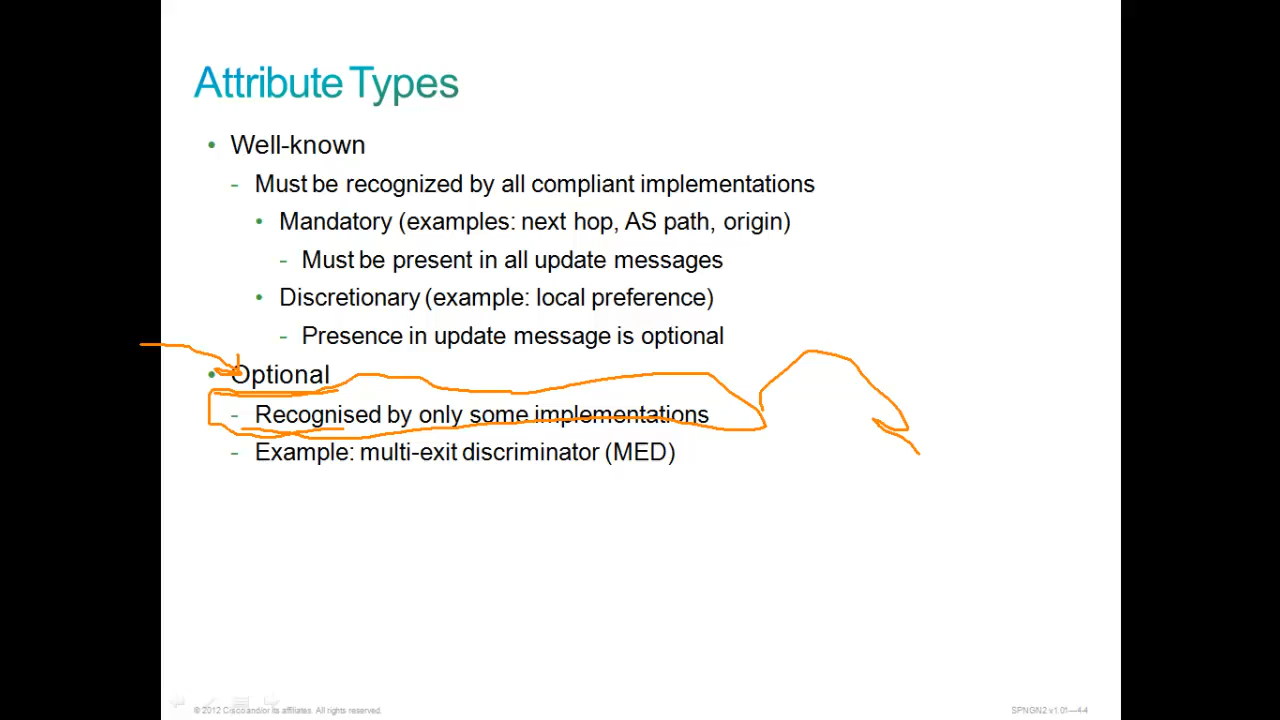 Attribute Types
• Well-known
- Must be recognized by all compliant implementations
• Mandatory (examples: next hop, AS path, origin)
- Must be present in all update messages
• Discretionary (example: local preference)
- Presence in update message is optional
• Optional
- Recognised by only some implementations
- Example: multi-exit discriminator (MED)
© 2012 Cisco and/or its affiliates. All rights reserved.
SPNGN2 v1.01—4-4